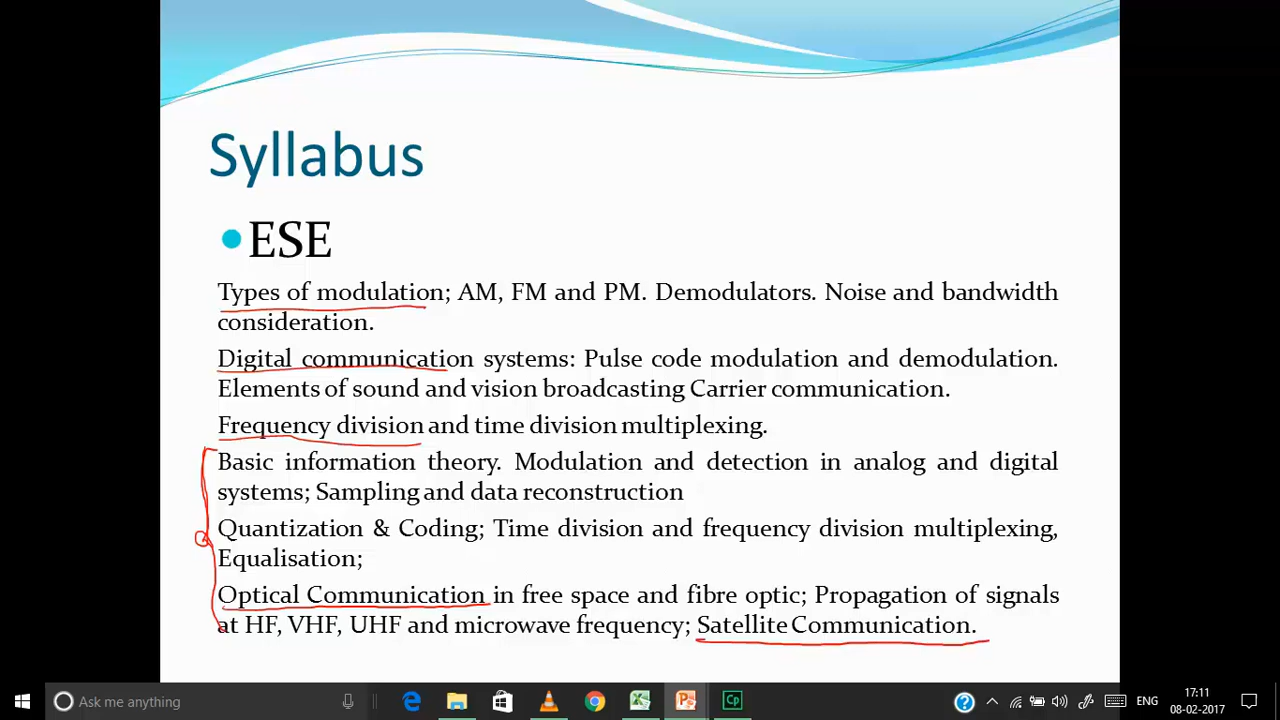 Syllabus
ESE
Types of modulation; AM, FM and PM. Demodulators. Noise and bandwidth
consideration.
Digital communication systems: Pulse code modulation and demodulation.
Elements of sound and vision broadcasting Carrier communication.
Frequency division and time division multiplexing.
Basic information theory. Modulation and detection in analog and digital
systems; Sampling and data reconstruction
Quantization & Coding; Time division and frequency division multiplexing,
Equalisation;
Optical Communication in free space and fibre optic; Propagation of signals
at HF, VHF, UHF and microwave frequency; Satellite Communication.
Ask me anything
Cp
?
ENG
17:11
08-02-2017